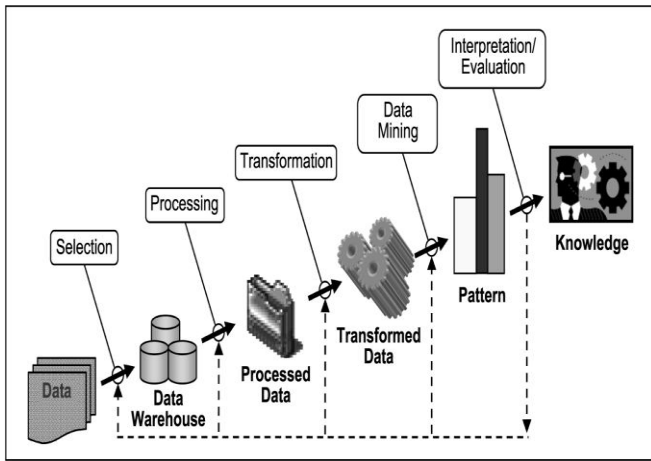 Interpretation/
Evaluation
Data
Mining
Transformation
Processing
Selection
Knowledge
Pattern
Transformed
Data
Processed
Data
Data
Warehouse
Data